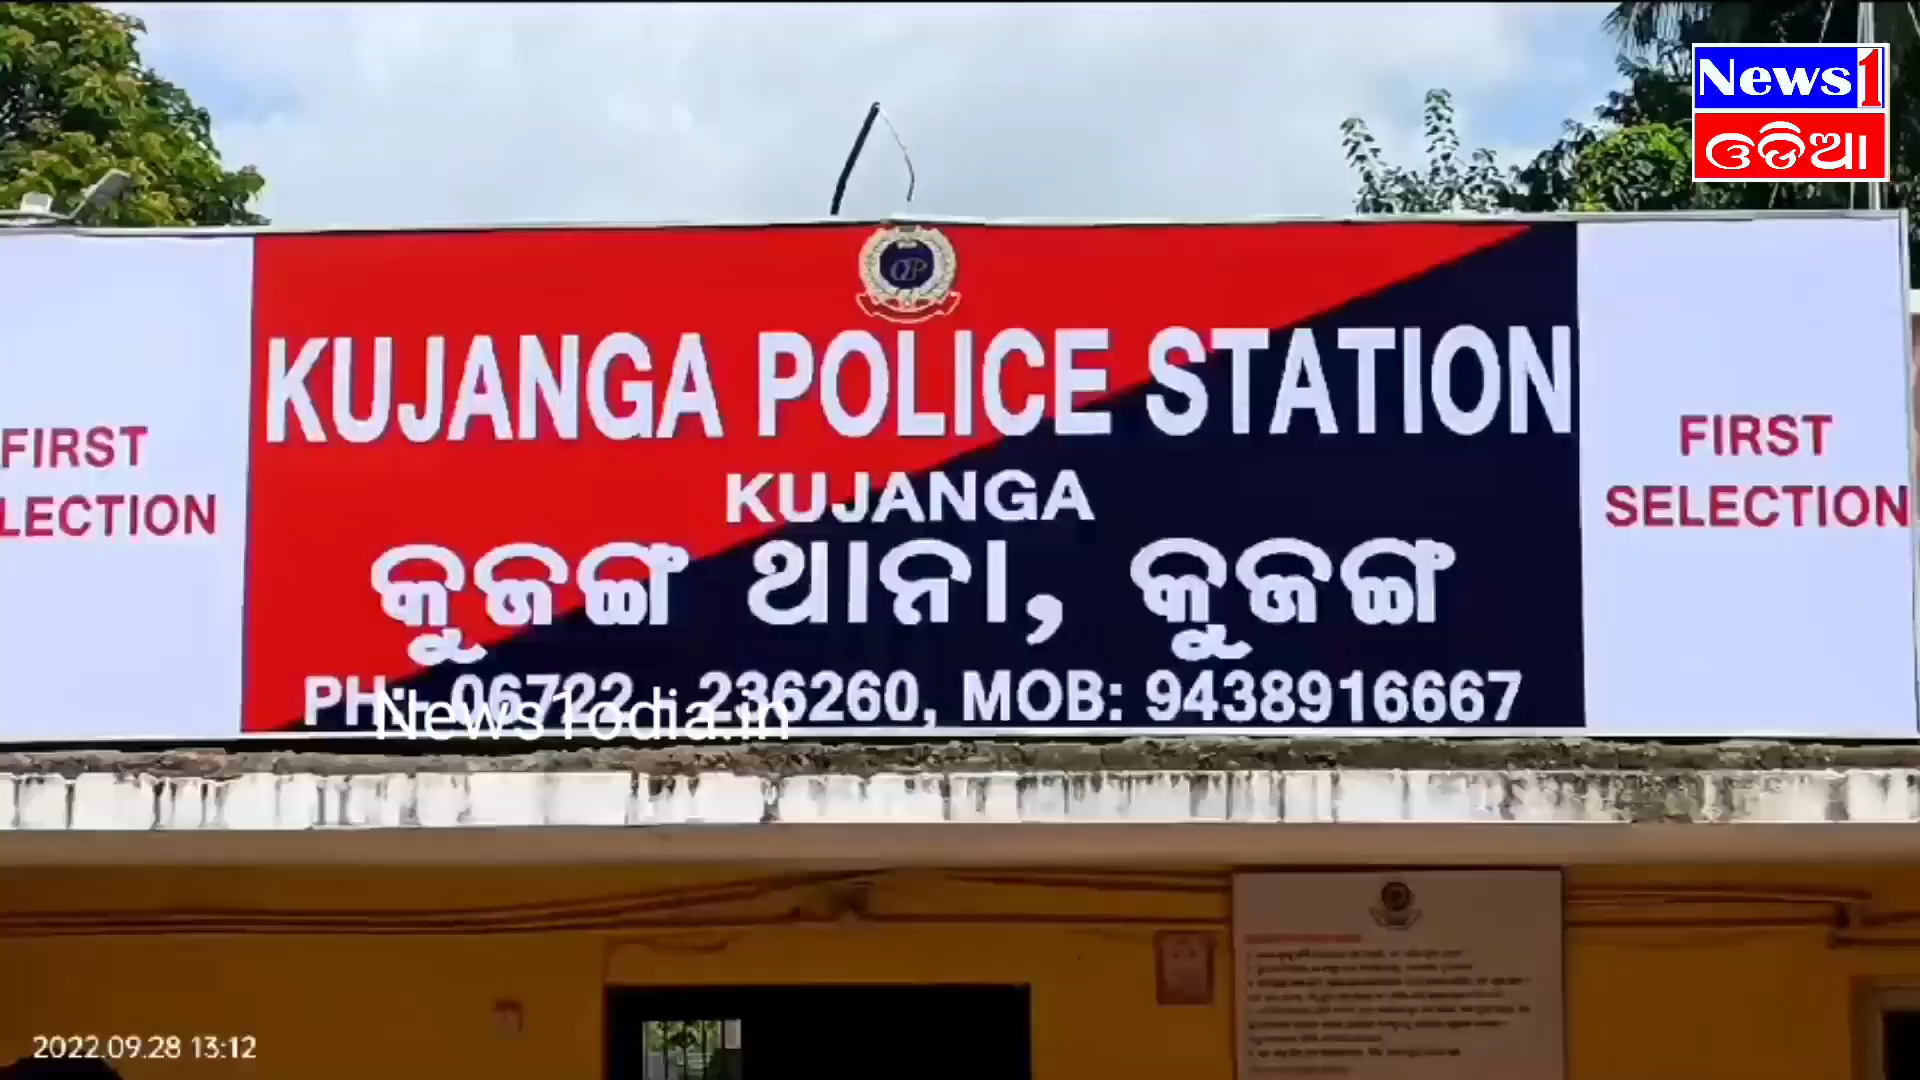 News1
ଓଡିଆ
KUJANGA POLICE STATION
KUJANGA
କୁଜଙ୍ଗ ଥାନା, କୁଜଙ୍ଗ
PH:- 06722 - 236260, MOB: 9438916667
News1odia.in
FIRST
LECTION
FIRST
SELECTION
2022.09.28 13:12